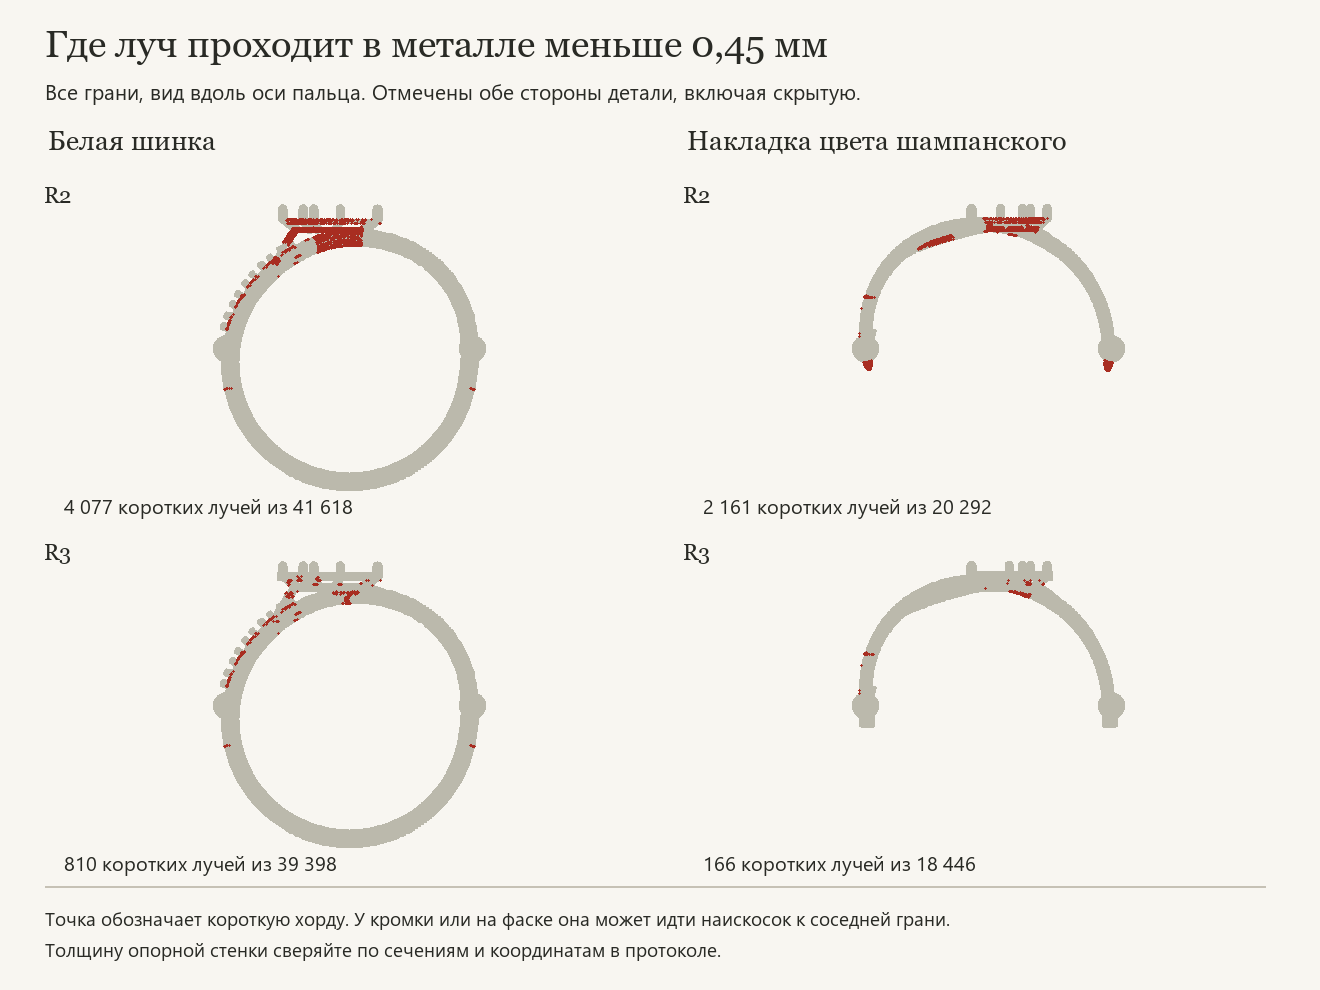 Где луч проходит в металле меньше 0,45 мм
Все грани, вид вдоль оси пальца. Отмечены обе стороны детали, включая скрытую.
Белая шинка
Накладка цвета шампанского
R2
R2
4 077 коротких лучей из 41 618
2 161 коротких лучей из 20 292
R3
R3
810 коротких лучей из 39 398
166 коротких лучей из 18 446
Точка обозначает короткую хорду. У кромки или на фаске она может идти наискосок к соседней грани.
Толщину опорной стенки сверяйте по сечениям и координатам в протоколе.